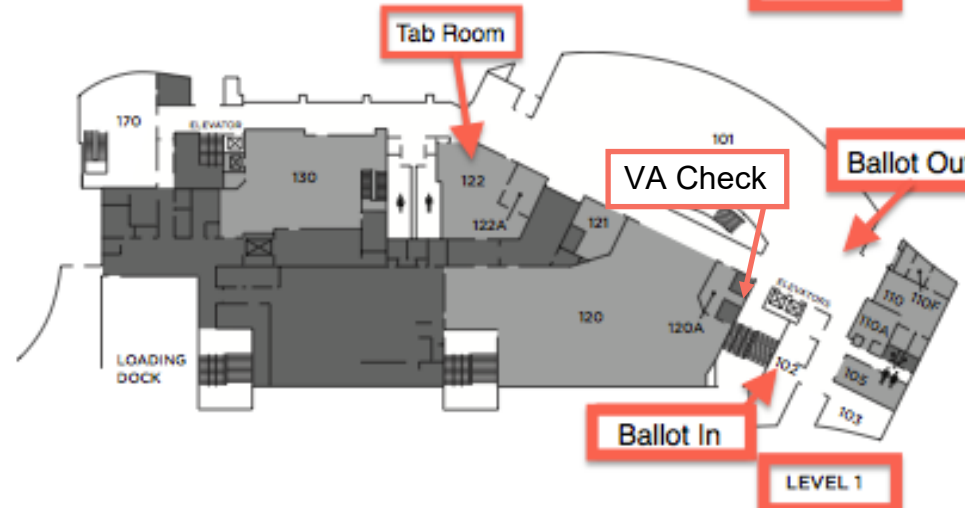 Tab Room
170
ELEVATOR
101
Ballot Ou
130
122
VA Check
122A
121
ELEVATORS
110
110F
120
120A
110A
LOADING
DOCK
102
105
103
Ballot In
LEVEL 1